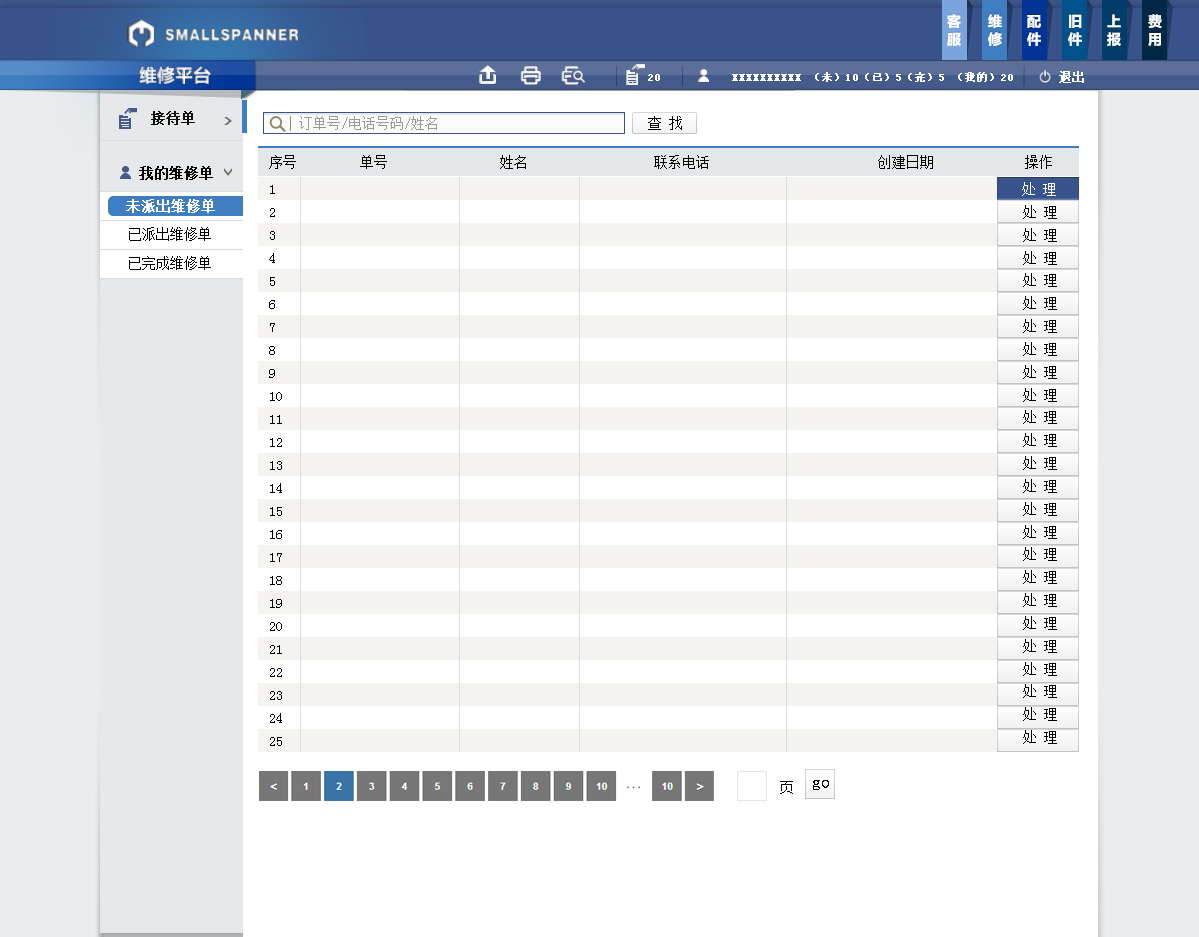 SMALLSPANNER
客服 维修 配件 旧件 上报 费用
维修平台
20
xxxxxxxxxx (未)10(已)5(完)5 (我的)20
退出
接待单 >
我的维修单
未派出维修单
已派出维修单
已完成维修单
订单号/电话号码/姓名
查 找
序号 单号 姓名 联系电话 创建日期 操作
1 处 理
2 处 理
3 处 理
4 处 理
5 处 理
6 处 理
7 处 理
8 处 理
9 处 理
10 处 理
11 处 理
12 处 理
13 处 理
14 处 理
15 处 理
16 处 理
17 处 理
18 处 理
19 处 理
20 处 理
21 处 理
22 处 理
23 处 理
24 处 理
25 处 理
< 1 2 3 4 5 6 7 8 9 10 ··· 10 > 页 go